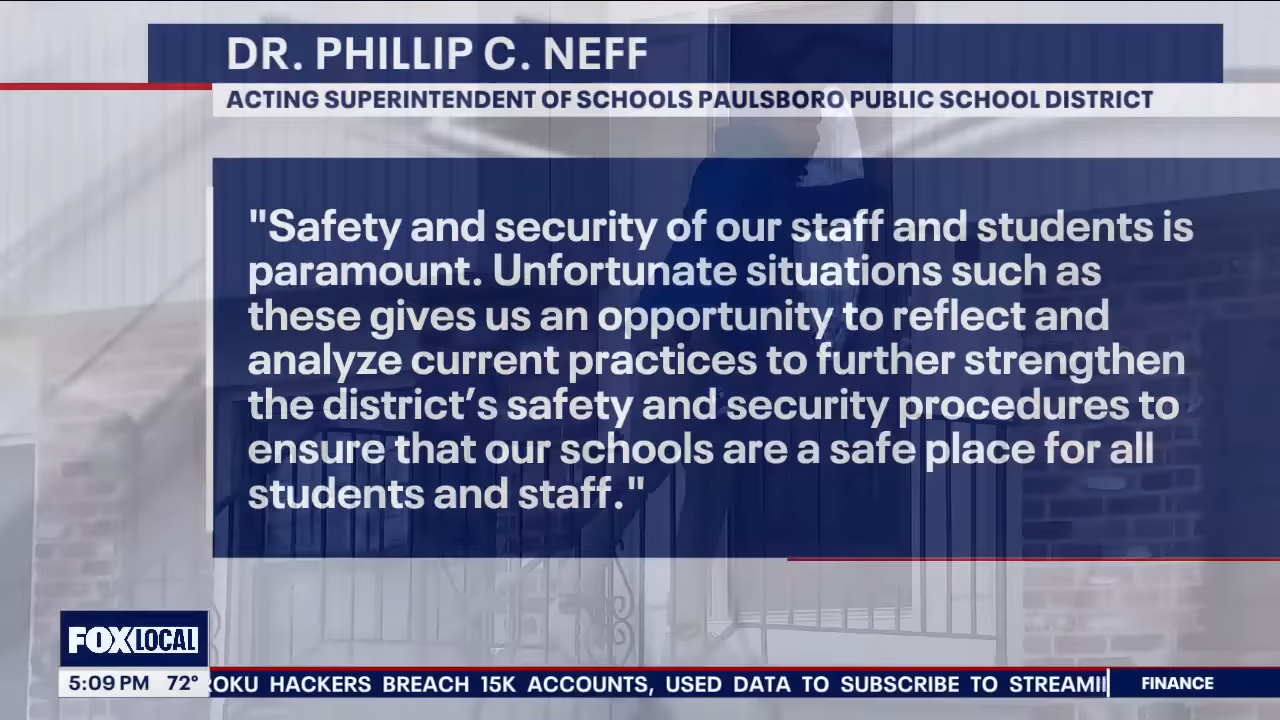 DR. PHILLIP C. NEFF
ACTING SUPERINTENDENT OF SCHOOLS PAULSBORO PUBLIC SCHOOL DISTRICT
"Safety and security of our staff and students is
paramount. Unfortunate situations such as
these gives us an opportunity to reflect and
analyze current practices to further strengthen
the district’s safety and security procedures to
ensure that our schools are a safe place for all
students and staff."
FOX LOCAL
5:09 PM 72°
HACKERS BREACH 15K ACCOUNTS, USED DATA TO SUBSCRIBE TO
FINANCE